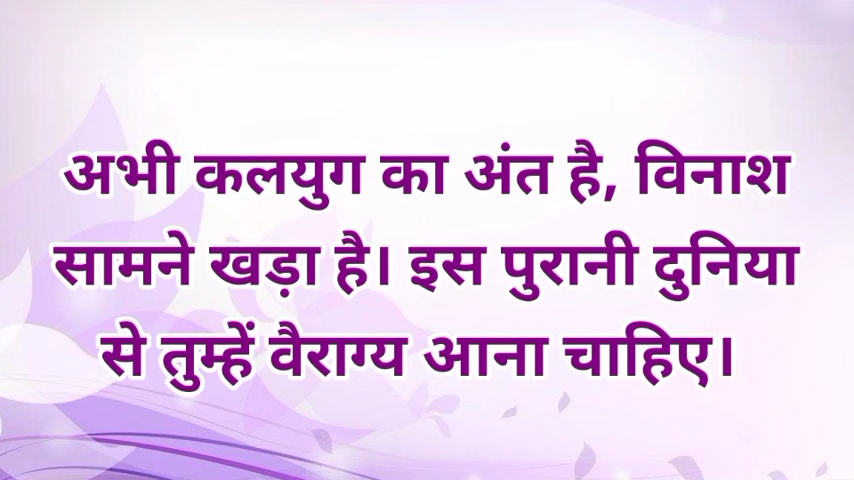 अभी कलयुग का अंत है, विनाश
सामने खड़ा है। इस पुरानी दुनिया
से तुम्हें वैराग्य आना चाहिए।